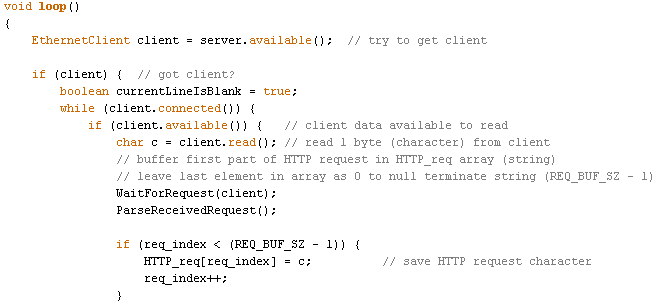 void loop()
{
    EthernetClient client = server.available();  // try to get client

    if (client) {  // got client?
        boolean currentLineIsBlank = true;
        while (client.connected()) {
            if (client.available()) {   // client data available to read
                char c = client.read(); // read 1 byte (character) from client
                // buffer first part of HTTP request in HTTP_req array (string)
                // leave last element in array as 0 to null terminate string (REQ_BUF_SZ - 1)
                WaitForRequest(client);
                ParseReceivedRequest();

                if (req_index < (REQ_BUF_SZ - 1)) {
                    HTTP_req[req_index] = c;          // save HTTP request character
                    req_index++;
                }